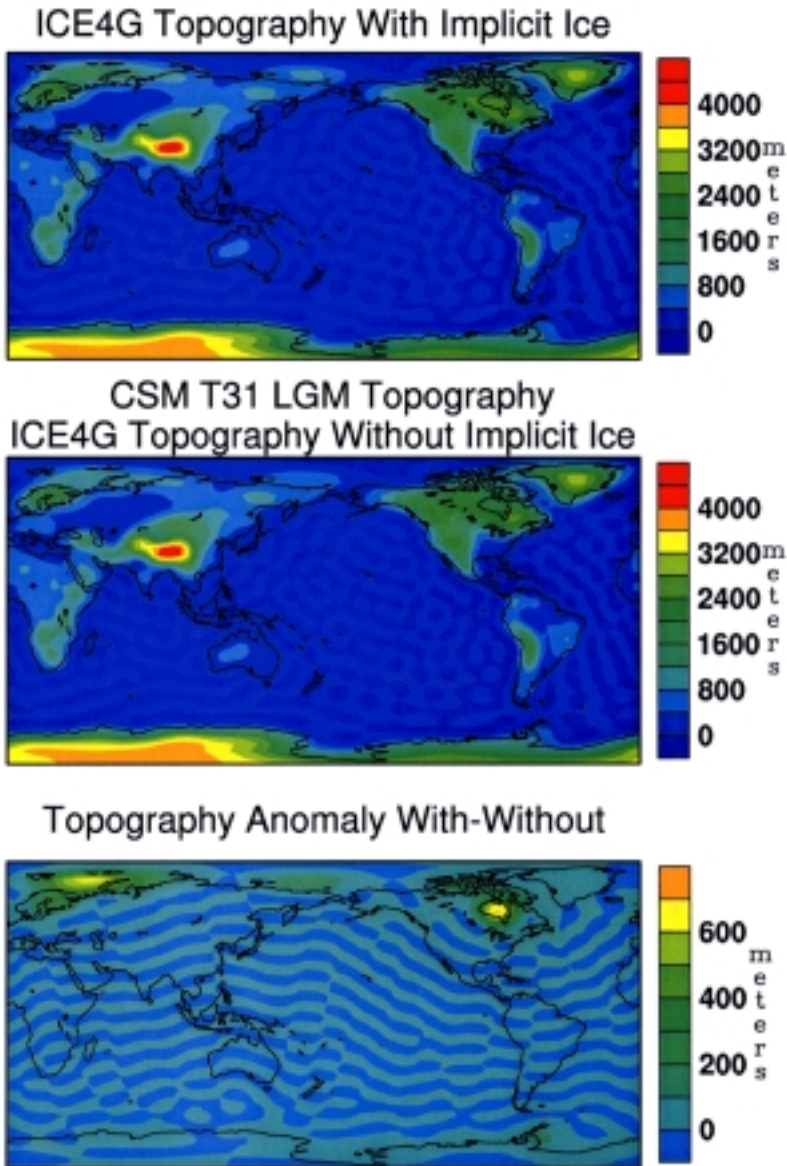 ICE4G Topography With Implicit Ice
4000
3200
2400
1600
800
0
meters
CSM T31 LGM Topography
ICE4G Topography Without Implicit Ice
4000
3200
2400
1600
800
0
meters
Topography Anomaly With-Without
600
400
200
0
meters